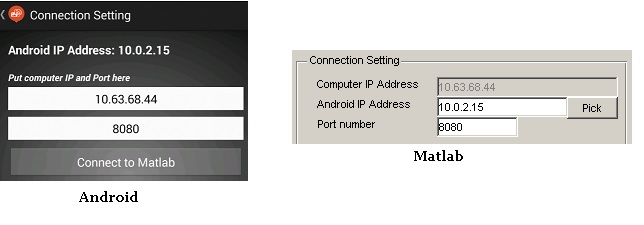 Connection Setting
Android IP Address: 10.0.2.15
Put computer IP and Port here
10.63.68.44
8080
Connect to Matlab
Android
Connection Setting
Computer IP Address 10.63.68.44
Android IP Address 10.0.2.15 Pick
Port number 8080
Matlab